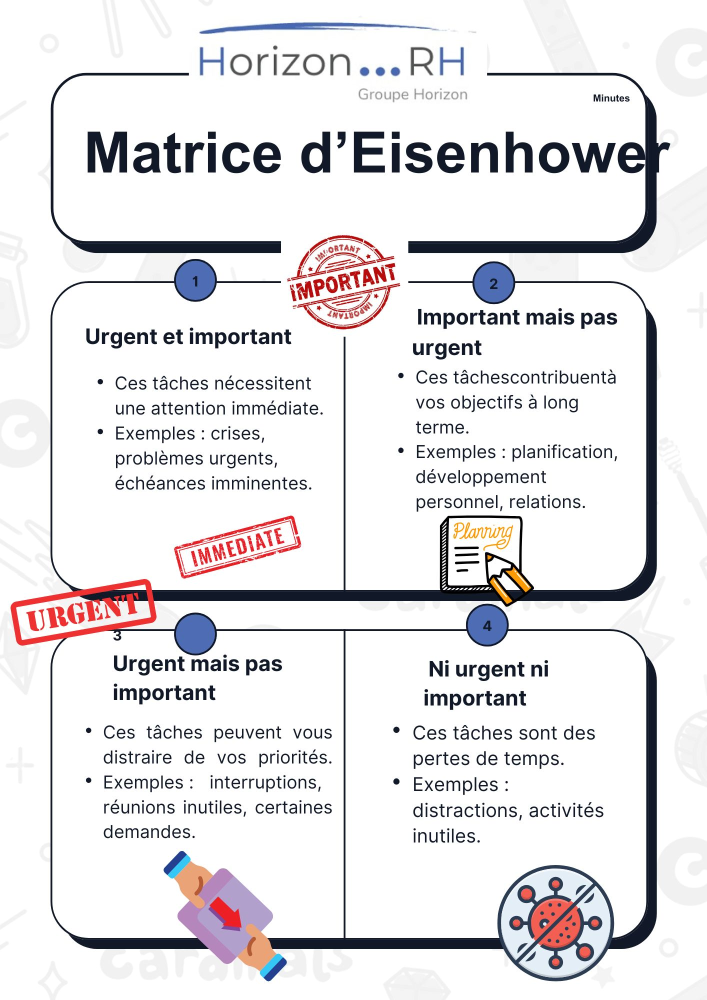 Horizon...RH
Groupe Horizon
Minutes
Matrice d’Eisenhower
IMPORTANT
IMPORTANT
IMPORTANT
1
2
Urgent et important
Ces tâches nécessitent
une attention immédiate.
Exemples : crises,
problèmes urgents,
échéances imminentes.
IMMEDIATE
Important mais pas
urgent
Ces tâchescontribuentà
vos objectifs à long
terme.
Exemples : planification,
développement
personnel, relations.
Planning
URGENT
3
Urgent mais pas
important
Ces tâches peuvent vous
distraire de vos priorités.
Exemples : interruptions,
réunions inutiles, certaines
demandes.
4
Ni urgent ni
important
Ces tâches sont des
pertes de temps.
Exemples :
distractions, activités
inutiles.